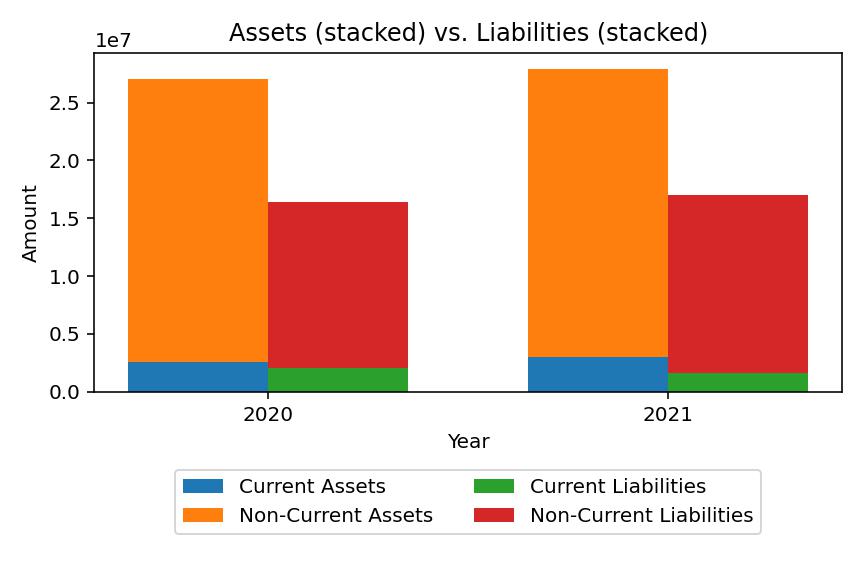 Assets (stacked) vs. Liabilities (stacked)
1e7
2.5
2.0
1.5
1.0
0.5
0.0
Amount
2020
2021
Year
Current Assets
Non-Current Assets
Current Liabilities
Non-Current Liabilities